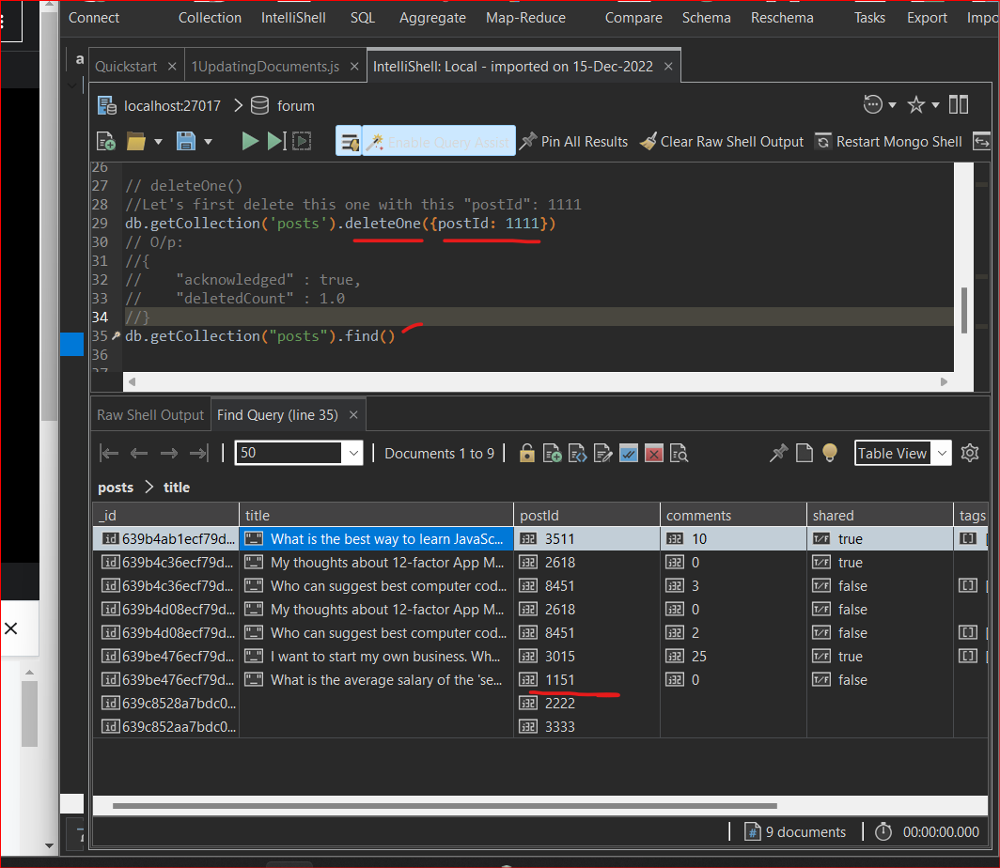 Connect Collection IntelliShell SQL Aggregate Map-Reduce Compare Schema Reschema Tasks Export Impo
a Quickstart × 1UpdatingDocuments.js × IntelliShell: Local - imported on 15-Dec-2022 ×
localhost:27017 > forum
Enable Query Assist Pin All Results Clear Raw Shell Output Restart Mongo Shell
26
27 // deleteOne()
28 //Let's first delete this one with this "postId": 1111
29 db.getCollection('posts').deleteOne({postId: 1111})
30 // O/p:
31 //{
32 //    "acknowledged" : true,
33 //    "deletedCount" : 1.0
34 //}
35 db.getCollection("posts").find()
36
37
Raw Shell Output Find Query (line 35) ×
50 Documents 1 to 9 Table View
posts > title
_id title postId comments shared tags
639b4ab1ecf79d... What is the best way to learn JavaSc... 3511 10 true
639b4c36ecf79d... My thoughts about 12-factor App M... 2618 0 true
639b4c36ecf79d... Who can suggest best computer cod... 8451 3 false
639b4d08ecf79d... My thoughts about 12-factor App M... 2618 0 false
639b4d08ecf79d... Who can suggest best computer cod... 8451 2 false
639be476ecf79d... I want to start my own business. Wh... 3015 25 true
639be476ecf79d... What is the average salary of the 'se... 1151 0 false
639c8528a7bdc0... 2222
639c852aa7bdc0... 3333
9 documents 00:00:00.000